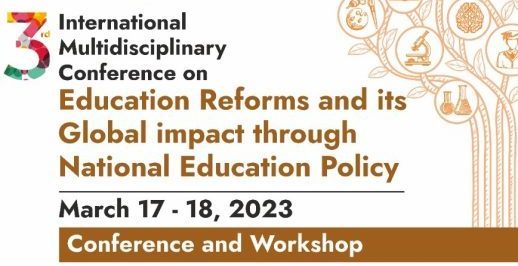 3rd
International
Multidisciplinary
Conference on
Education Reforms and its
Global impact through
National Education Policy
March 17 - 18, 2023
Conference and Workshop